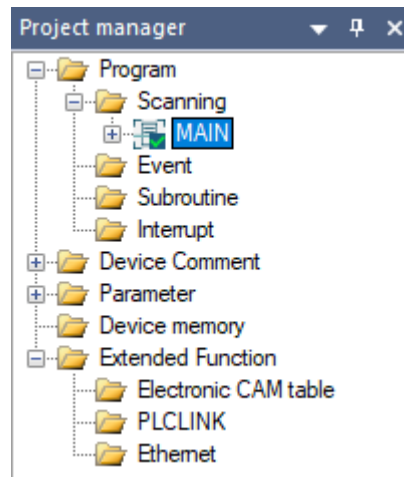 Project manager
Program
Scanning
MAIN
Event
Subroutine
Interrupt
Device Comment
Parameter
Device memory
Extended Function
Electronic CAM table
PLCLINK
Ethernet